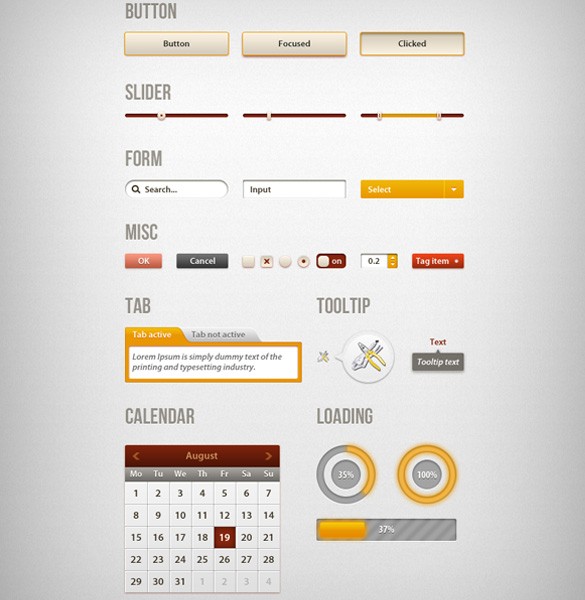 BUTTON
Button Focused Clicked
SLIDER
FORM
Search... Input Select
MISC
OK Cancel on 0.2 Tag item
TAB
Tab active Tab not active
Lorem Ipsum is simply dummy text of the
printing and typesetting industry.
TOOLTIP
Text
Tooltip text
CALENDAR
August
Mo Tu We Th Fr Sa Su
1 2 3 4 5 6 7
8 9 10 11 12 13 14
15 16 17 18 19 20 21
22 23 24 25 26 27 28
29 30 31 1 2 3 4
LOADING
35% 100%
37%